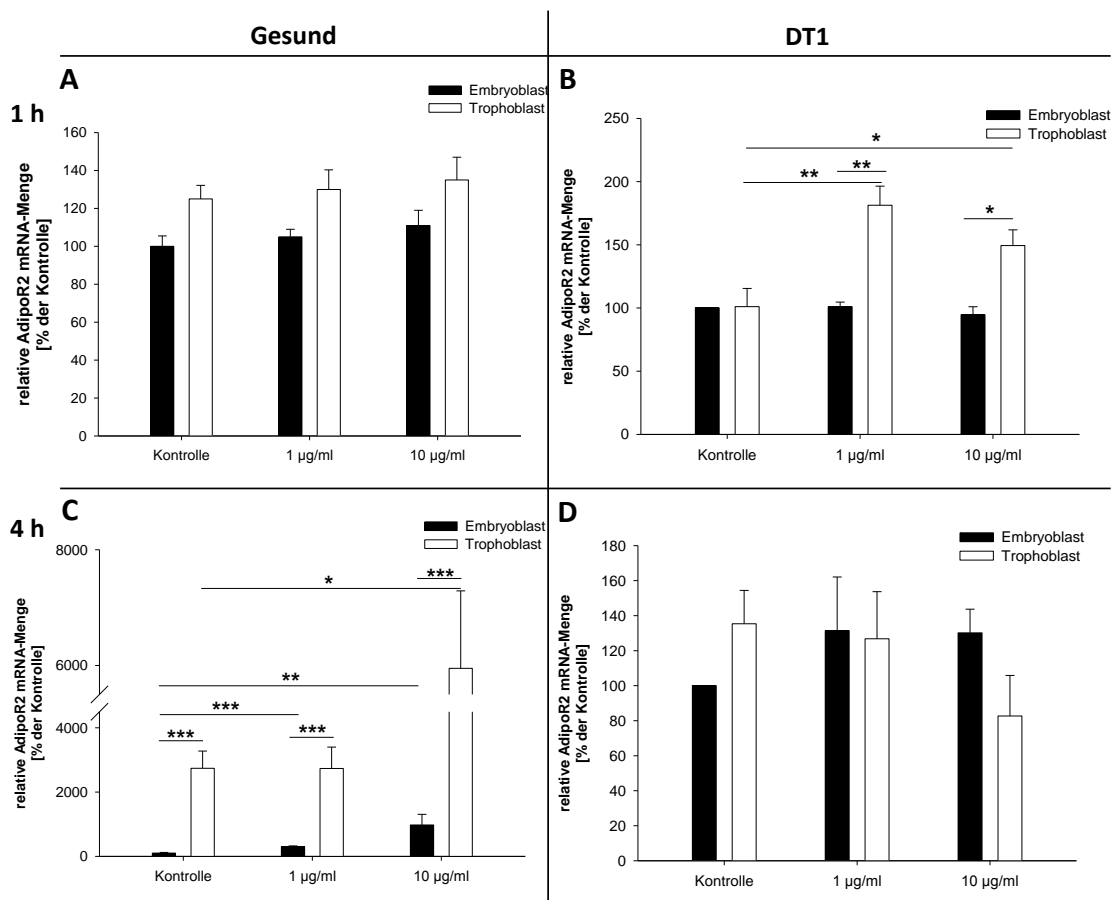 Gesund
DT1
1 h
A
Embryoblast
Trophoblast
relative AdipoR2 mRNA-Menge
[% der Kontrolle]
160
140
120
100
80
60
40
20
0
Kontrolle
1 µg/ml
10 µg/ml
B
Embryoblast
Trophoblast
relative AdipoR2 mRNA-Menge
[% der Kontrolle]
250
200
150
100
50
0
*
**
**
*
Kontrolle
1 µg/ml
10 µg/ml
4 h
C
Embryoblast
Trophoblast
relative AdipoR2 mRNA-Menge
[% der Kontrolle]
8000
6000
4000
2000
0
***
*
**
***
***
***
Kontrolle
1 µg/ml
10 µg/ml
D
Embryoblast
Trophoblast
relative AdipoR2 mRNA-Menge
[% der Kontrolle]
180
160
140
120
100
80
60
40
20
0
Kontrolle
1 µg/ml
10 µg/ml